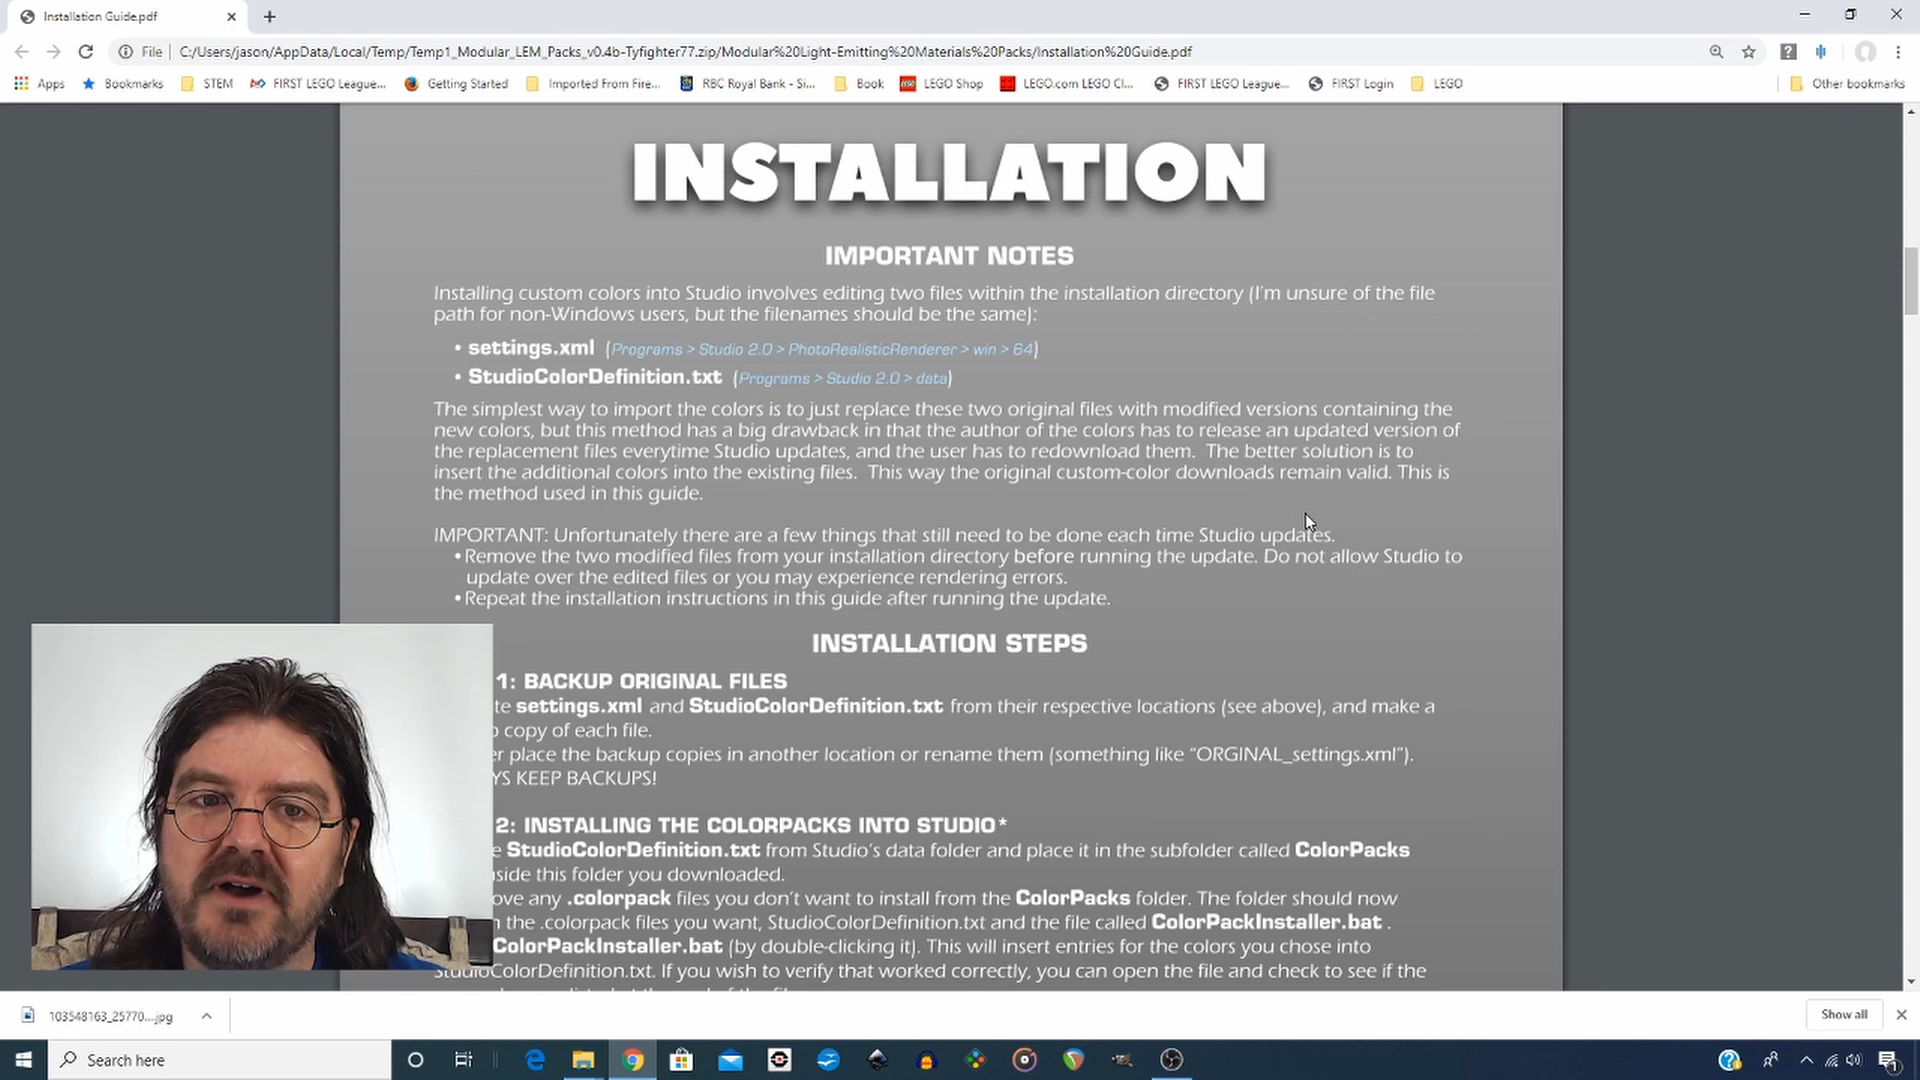 Installation Guide.pdf
File C:/Users/jason/AppData/Local/Temp/Temp1_Modular_LEM_Packs_v0.4b-Tyfighter77.zip/Modular%20Light-Emitting%20Materials%20Packs/Installation%20Guide.pdf
Apps Bookmarks STEM FIRST LEGO League... Getting Started Imported From Fire... RBC Royal Bank - Si... Book LEGO Shop LEGO.com LEGO Cl... FIRST LEGO League... FIRST Login LEGO Other bookmarks
INSTALLATION
IMPORTANT NOTES
Installing custom colors into Studio involves editing two files within the installation directory (I'm unsure of the file
path for non-Windows users, but the filenames should be the same):
• settings.xml (Programs > Studio 2.0 > PhotoRealisticRenderer > win > 64)
• StudioColorDefinition.txt (Programs > Studio 2.0 > data)
The simplest way to import the colors is to just replace these two original files with modified versions containing the
new colors, but this method has a big drawback in that the author of the colors has to release an updated version of
the replacement files everytime Studio updates, and the user has to redownload them. The better solution is to
insert the additional colors into the existing files. This way the original custom-color downloads remain valid. This is
the method used in this guide.
IMPORTANT: Unfortunately there are a few things that still need to be done each time Studio updates.
• Remove the two modified files from your installation directory before running the update. Do not allow Studio to
update over the edited files or you may experience rendering errors.
• Repeat the installation instructions in this guide after running the update.
INSTALLATION STEPS
1: BACKUP ORIGINAL FILES
te settings.xml and StudioColorDefinition.txt from their respective locations (see above), and make a
copy of each file.
er place the backup copies in another location or rename them (something like "ORGINAL_settings.xml").
YS KEEP BACKUPS!
2: INSTALLING THE COLORPACKS INTO STUDIO*
e StudioColorDefinition.txt from Studio's data folder and place it in the subfolder called ColorPacks
side this folder you downloaded.
ove any .colorpack files you don't want to install from the ColorPacks folder. The folder should now
n the .colorpack files you want, StudioColorDefinition.txt and the file called ColorPackInstaller.bat .
ColorPackInstaller.bat (by double-clicking it). This will insert entries for the colors you chose into
StudioColorDefinition.txt. If you wish to verify that worked correctly, you can open the file and check to see if the
103548163_25770....jpg
Show all
Search here